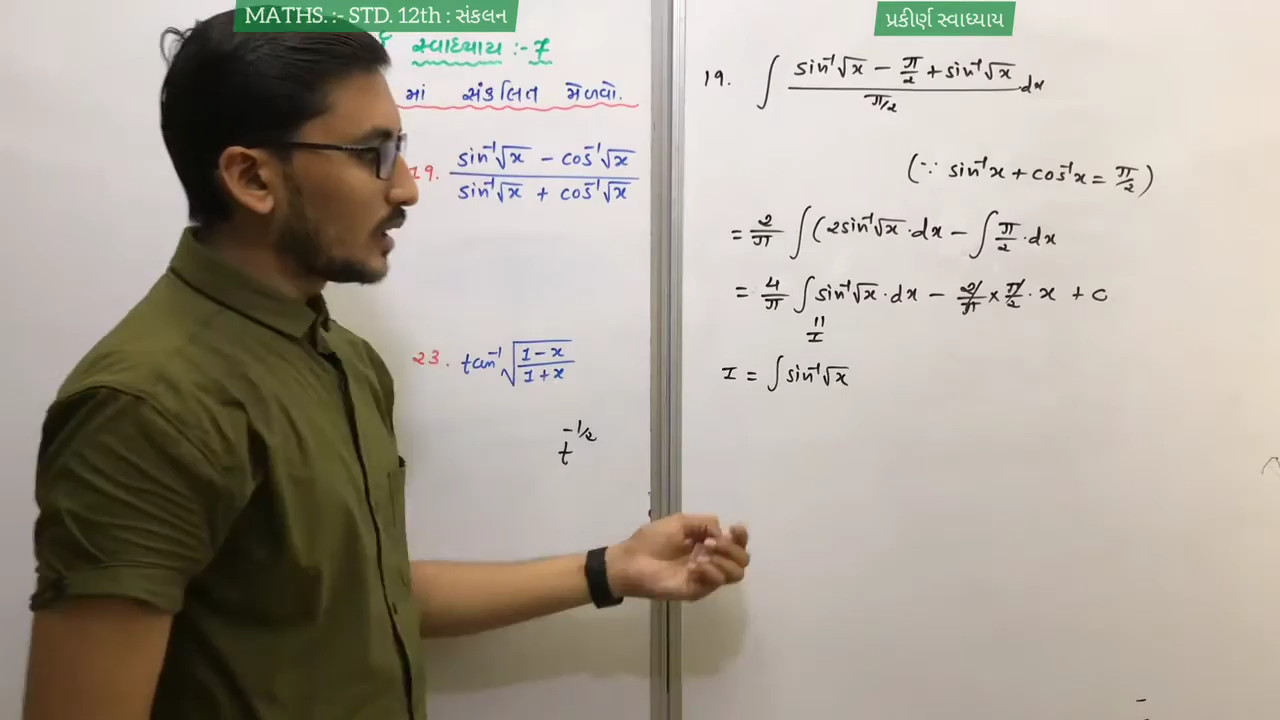 MATHS. :- STD. 12th : સંકલન
પ્રકીર્ણ સ્વાધ્યાય
સ્વાધ્યાય :- 7
માં સંકલિત મેળવો.
19. sin⁻¹√x − cos⁻¹√x
sin⁻¹√x + cos⁻¹√x
23. tan⁻¹ √((1−x)/(1+x))
t^(−1/2)
19. ∫ (sin⁻¹√x − π/2 + sin⁻¹√x)/(π/2) dx
(∵ sin⁻¹x + cos⁻¹x = π/2)
= 2/π ∫(2sin⁻¹√x · dx − ∫ π/2 · dx
= 4/π ∫ sin⁻¹√x · dx − 2/π × π/2 · x + c
II
I
I = ∫ sin⁻¹√x